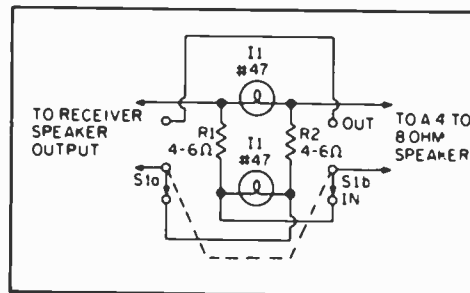 I1
#47
TO RECEIVER
SPEAKER
OUTPUT
R1
4-6Ω
I1
#47
R2
4-6Ω
OUT
TO A 4 TO
8 OHM
SPEAKER
S1a
S1b
IN